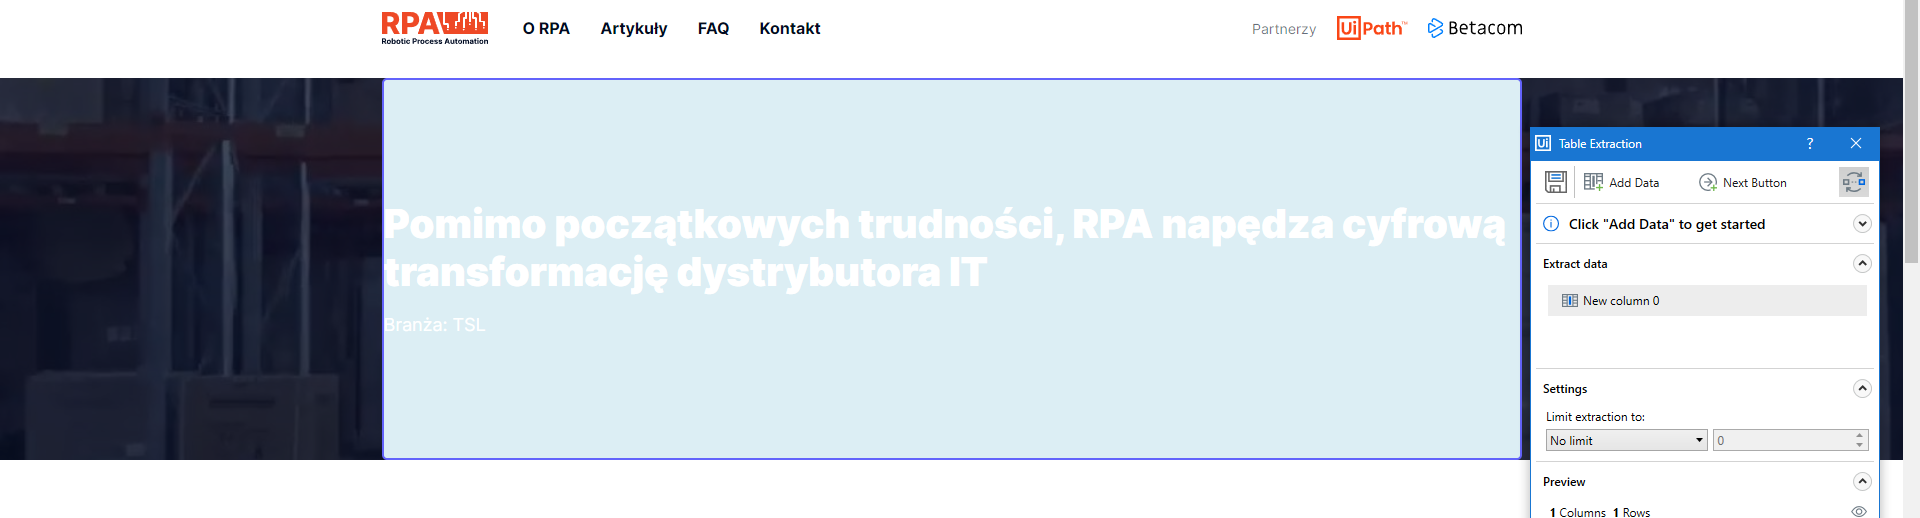 RPA
Robotic Process Automation
O RPA
Artykuły
FAQ
Kontakt
Partnerzy
UiPath™
Betacom
Pomimo początkowych trudności, RPA napędza cyfrową
transformację dystrybutora IT
Branża: TSL
Ui Table Extraction ?
Add Data
Next Button
Click "Add Data" to get started
Extract data
New column 0
Settings
Limit extraction to:
No limit 0
Preview
1 Columns 1 Rows